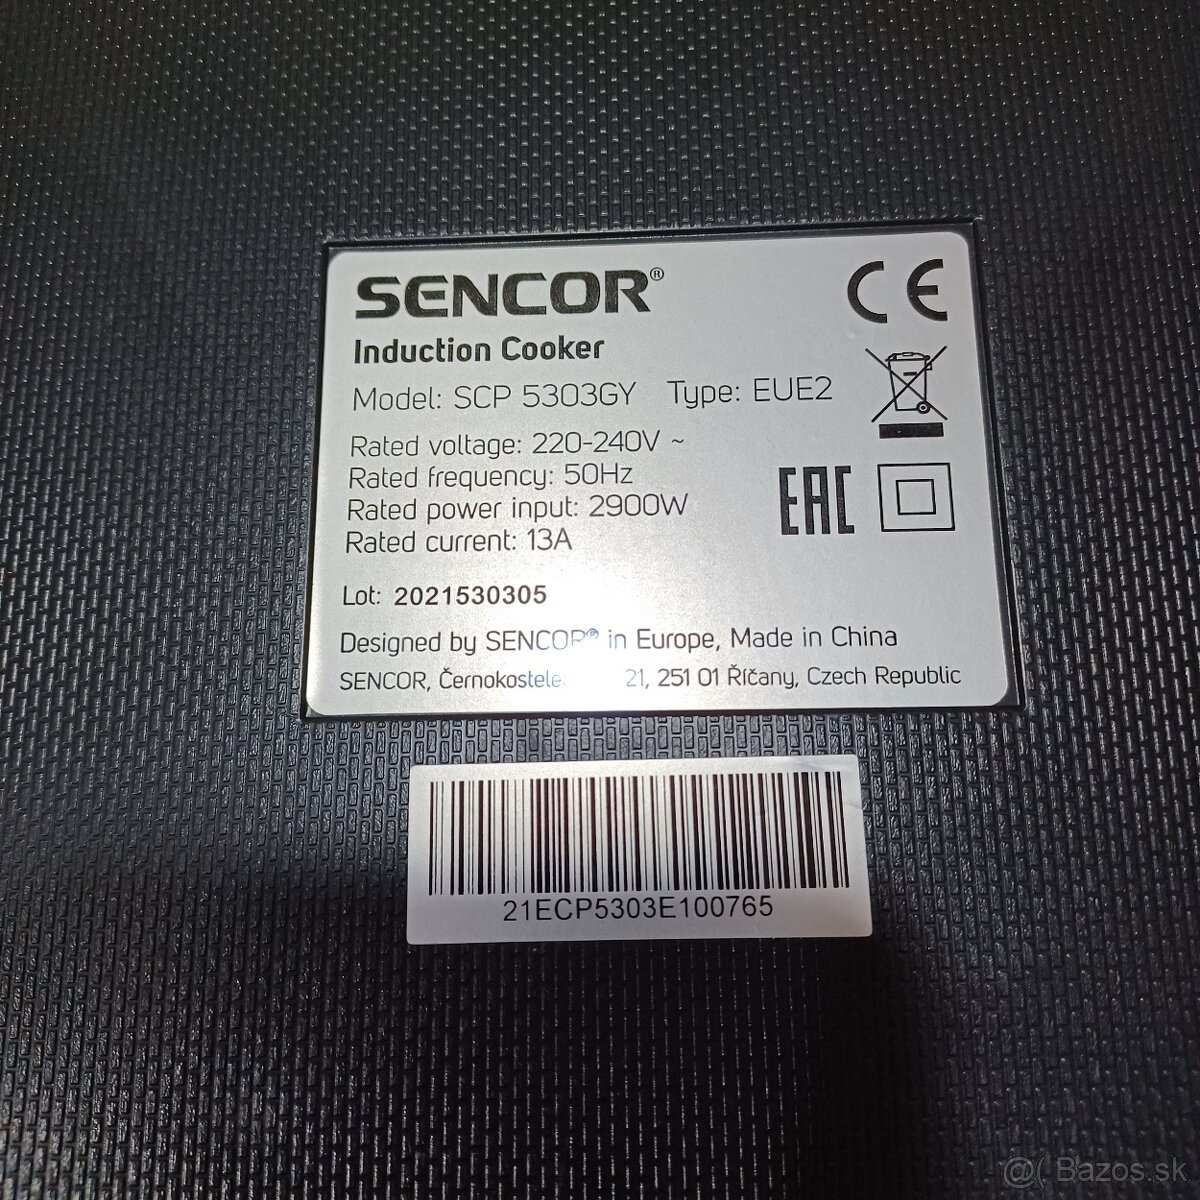 SENCOR®
CE
Induction Cooker
Model: SCP 5303GY Type: EUE2
Rated voltage: 220-240V ~
Rated frequency: 50Hz
Rated power input: 2900W
Rated current: 13A
EAC
Lot: 2021530305
Designed by SENCOR® in Europe, Made in China
SENCOR, 21, 251 01 Říčany, Czech Republic
21ECP5303E100765
@( Bazos.sk